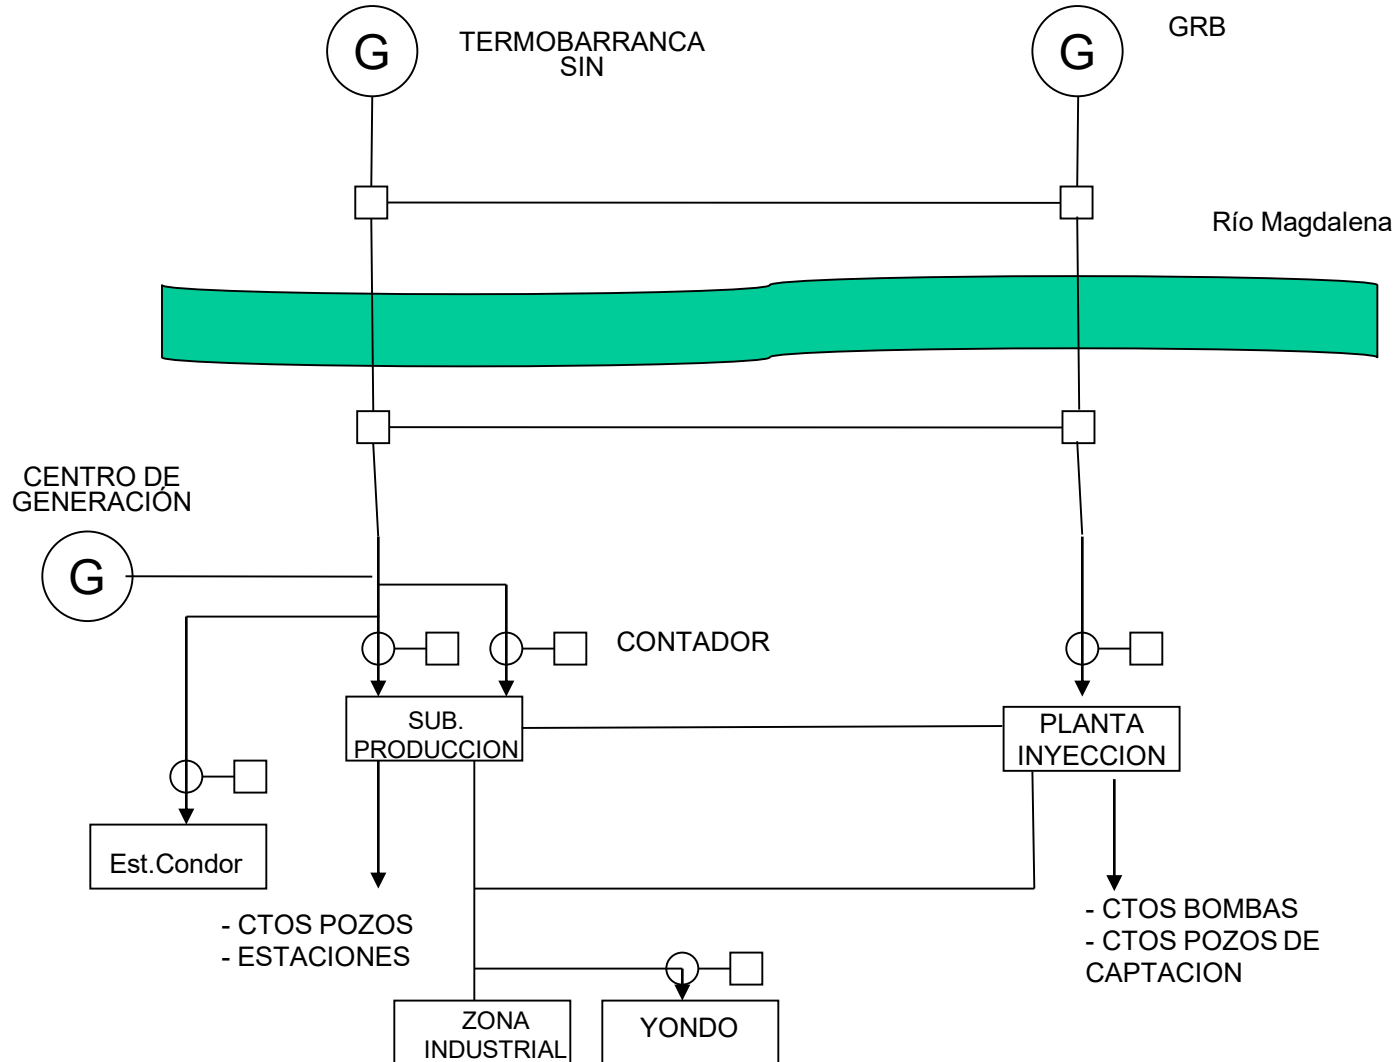 G
TERMOBARRANCA
SIN
G
GRB
Río Magdalena
CENTRO DE
GENERACIÓN
G
CONTADOR
SUB.
PRODUCCION
PLANTA
INYECCION
Est.Condor
- CTOS POZOS
- ESTACIONES
- CTOS BOMBAS
- CTOS POZOS DE
CAPTACION
ZONA
INDUSTRIAL
YONDO